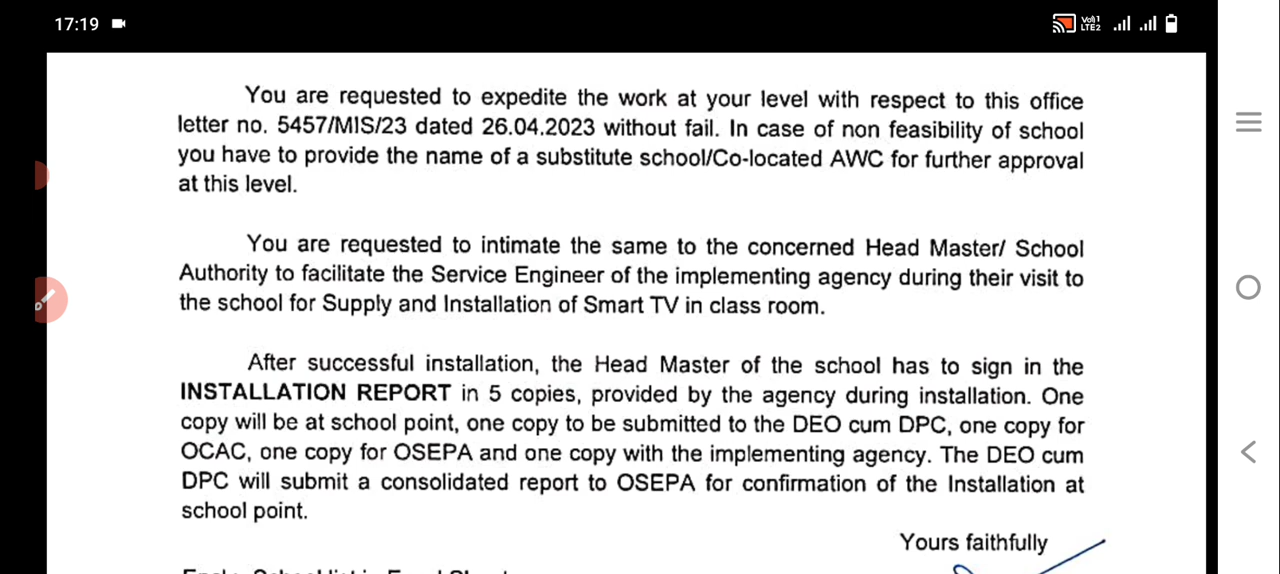 17:19
Vol1
LTE2
You are requested to expedite the work at your level with respect to this office
letter no. 5457/MIS/23 dated 26.04.2023 without fail. In case of non feasibility of school
you have to provide the name of a substitute school/Co-located AWC for further approval
at this level.
You are requested to intimate the same to the concerned Head Master/ School
Authority to facilitate the Service Engineer of the implementing agency during their visit to
the school for Supply and Installation of Smart TV in class room.
After successful installation, the Head Master of the school has to sign in the
INSTALLATION REPORT in 5 copies, provided by the agency during installation. One
copy will be at school point, one copy to be submitted to the DEO cum DPC, one copy for
OCAC, one copy for OSEPA and one copy with the implementing agency. The DEO cum
DPC will submit a consolidated report to OSEPA for confirmation of the Installation at
school point.
Yours faithfully